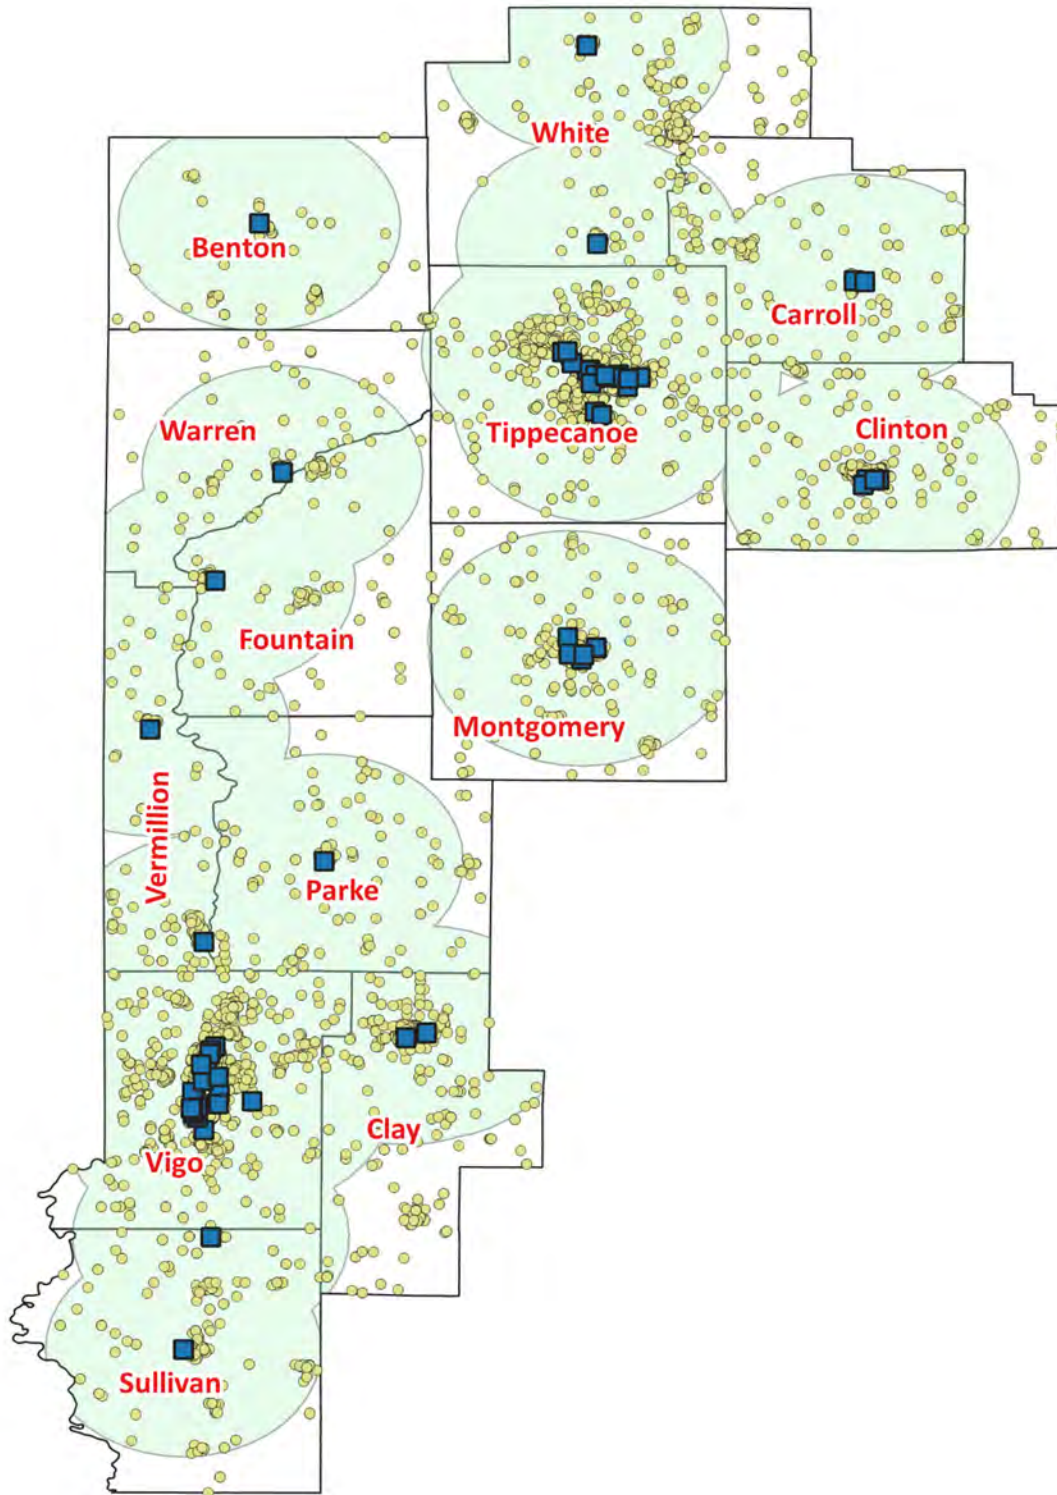 White
Benton
Carroll
Warren
Tippecanoe
Clinton
Fountain
Montgomery
Vermillion
Parke
Clay
Vigo
Sullivan